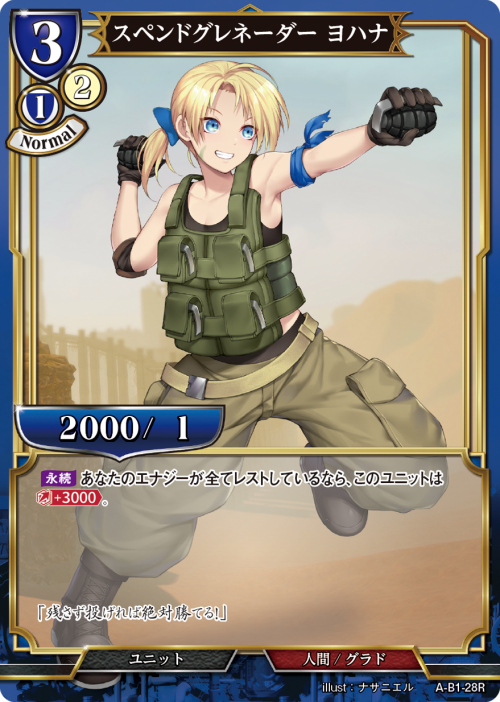 3
スペンドグレネーダー ヨハナ
1
2
Normal
2000/ 1
永続 あなたのエナジーが全てレストしているなら、このユニットは
+3000。
「残さず投げれば絶対勝てる!」
ユニット
人間 / グラド
illust：ナサニエル A-B1-28R